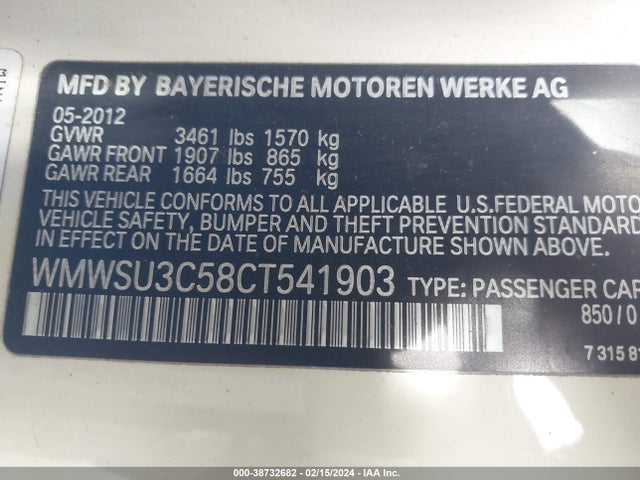 MINI
MFD BY BAYERISCHE MOTOREN WERKE AG
05-2012
GVWR 3461 lbs 1570 kg
GAWR FRONT 1907 lbs 865 kg
GAWR REAR 1664 lbs 755 kg
THIS VEHICLE CONFORMS TO ALL APPLICABLE U.S.FEDERAL MOTO
VEHICLE SAFETY, BUMPER AND THEFT PREVENTION STANDAR
EFFECT ON THE DATE OF MANUFACTURE SHOWN ABOVE.
WMWSU3C58CT541903 TYPE: PASSENGER CAR
850/0
7 315 81
000-38732682 - 02/15/2024 - IAA Inc.